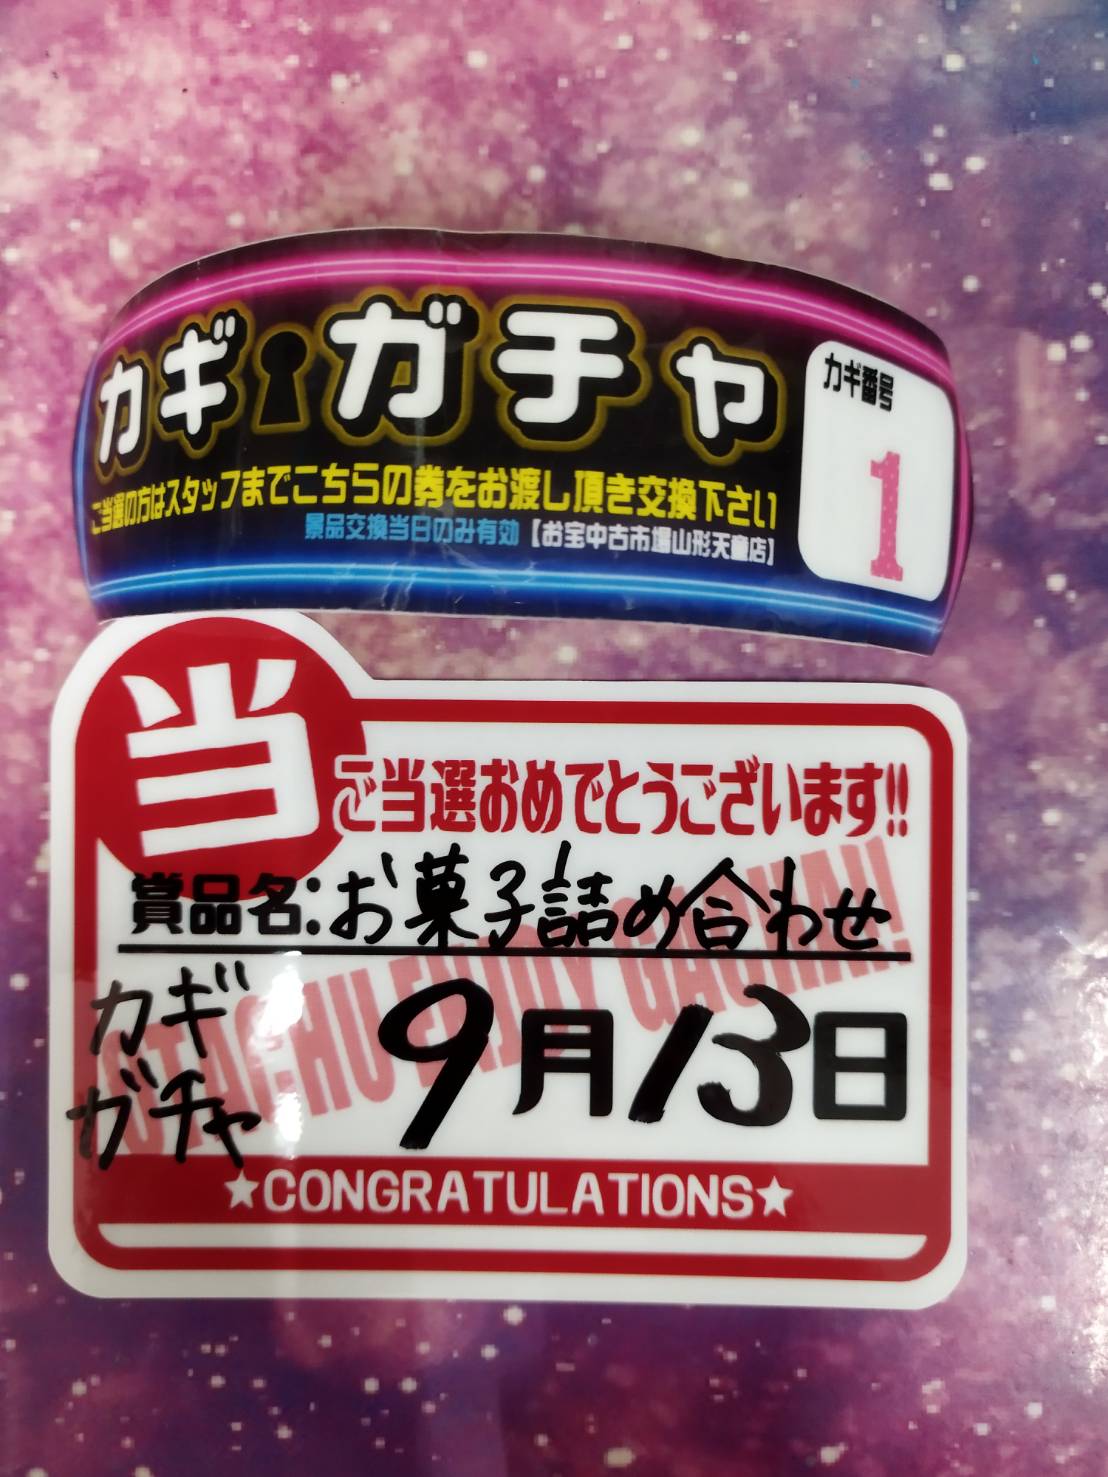 カギガチャ
カギ番号
1
ご当選の方はスタッフまでこちらの券をお渡し頂き交換下さい
景品交換当日のみ有効【お宝中古市場山形天童店】
当
ご当選おめでとうございます!!
賞品名:お菓子詰め合わせ
OTACHU ENJOY GACHA!!
カギ
ガチャ
9月13日
★CONGRATULATIONS★